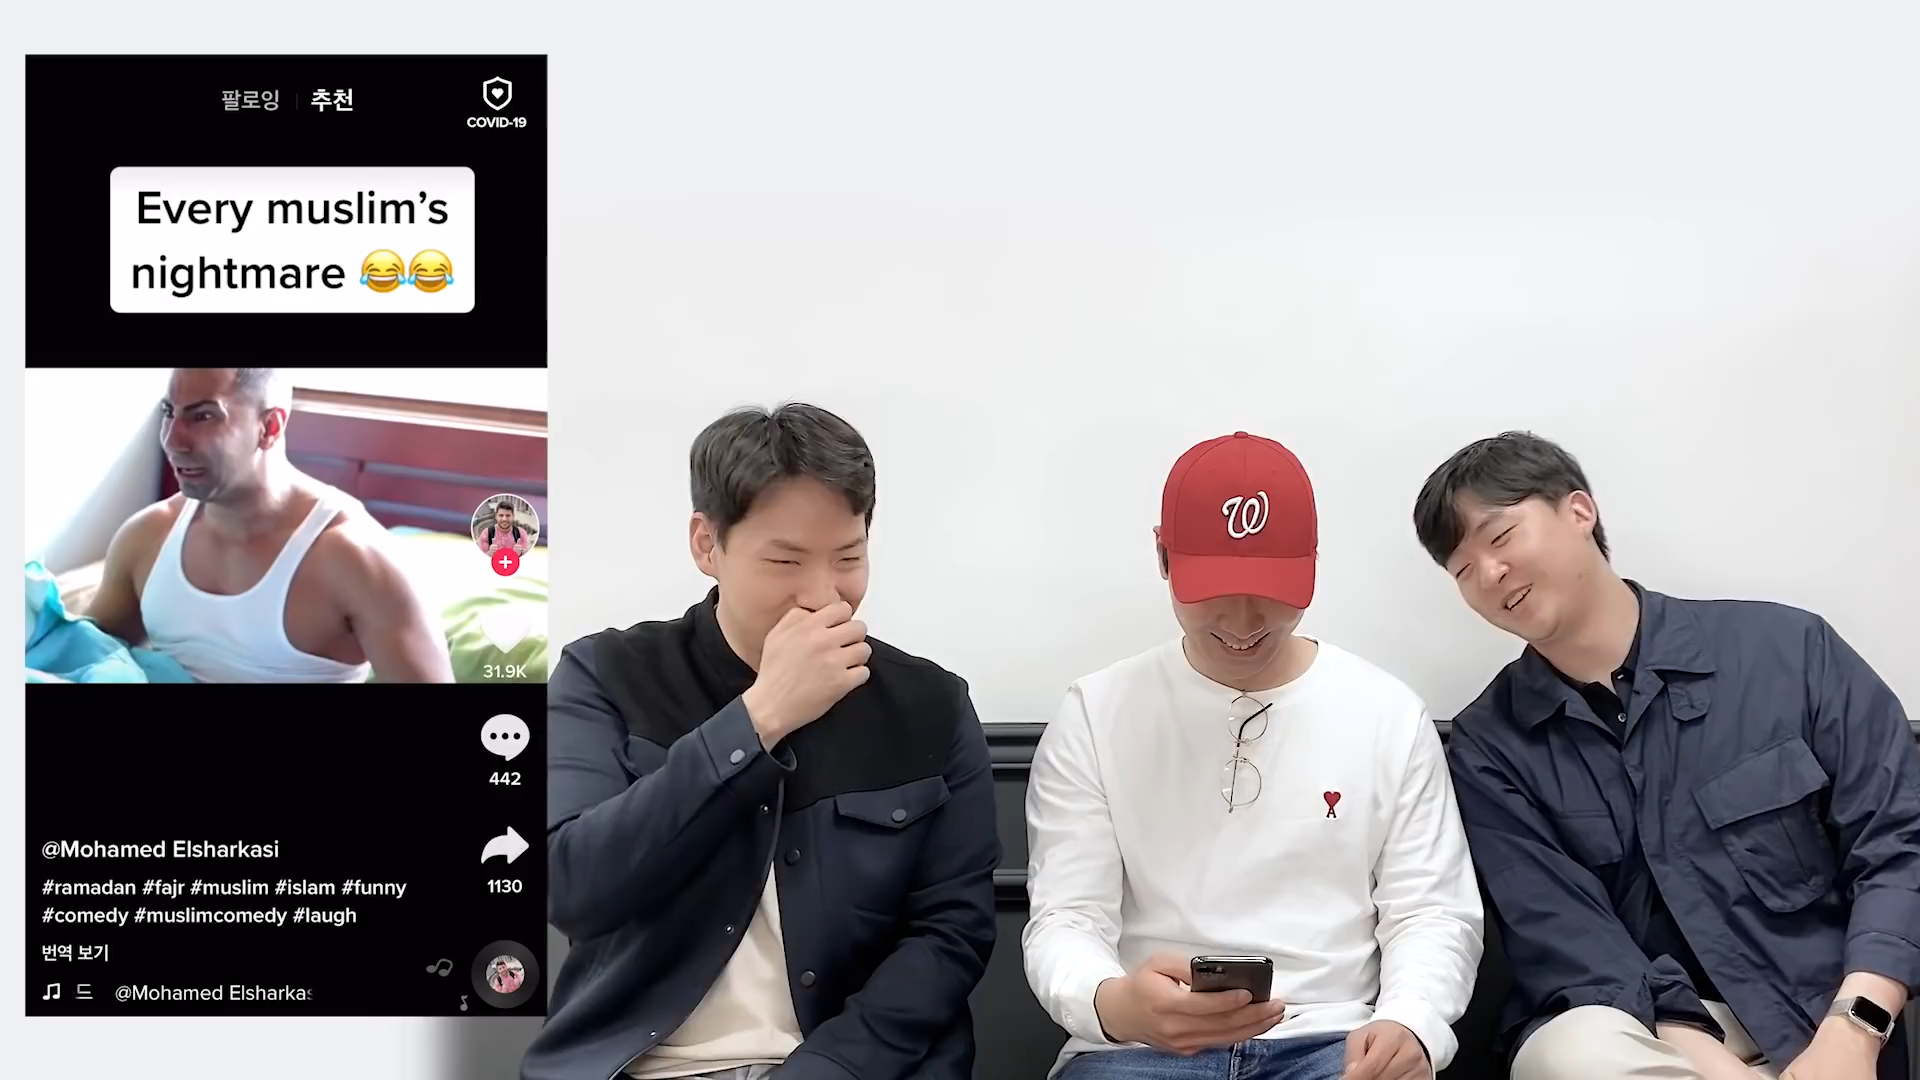 팔로잉 추천
COVID-19
Every muslim's
nightmare 😂😂
31.9K
442
1130
@Mohamed Elsharkasi
#ramadan #fajr #muslim #islam #funny
#comedy #muslimcomedy #laugh
번역 보기
드 @Mohamed Elsharkas
W
A